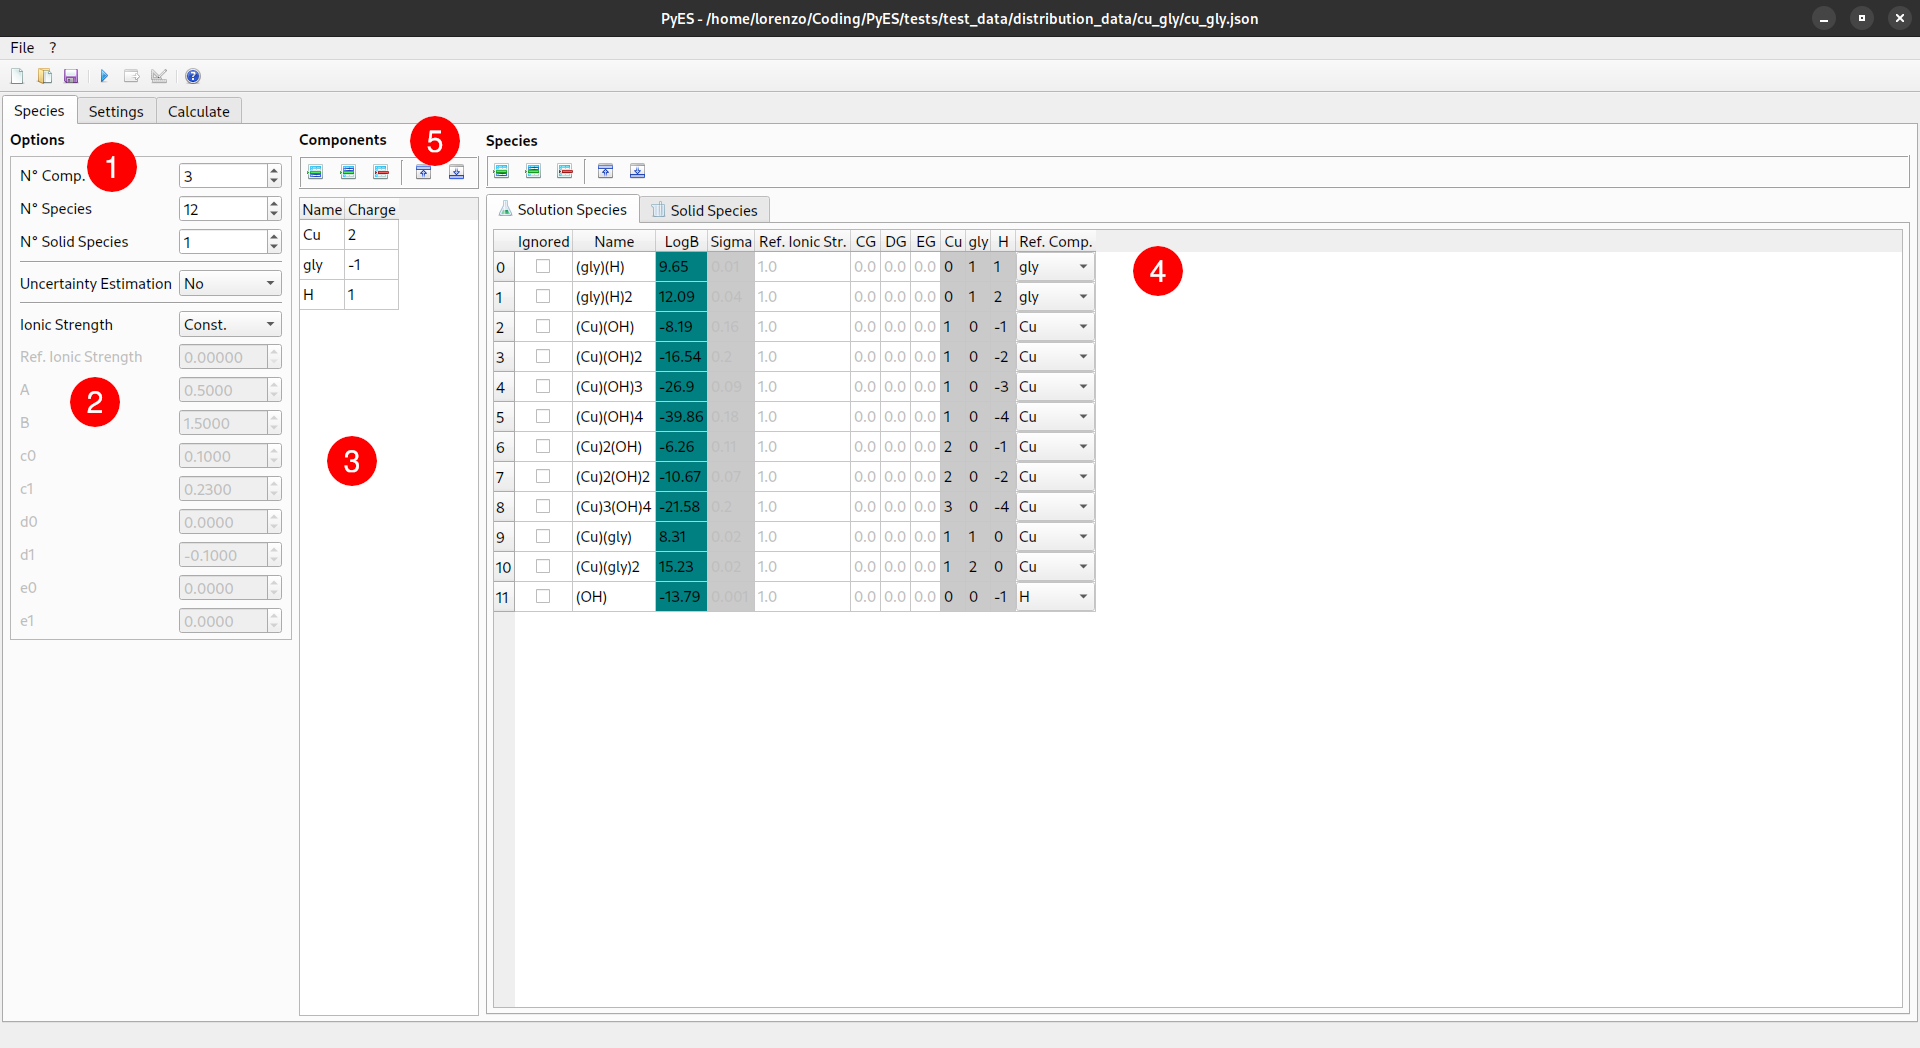 PyES - /home/lorenzo/Coding/PyES/tests/test_data/distribution_data/cu_gly/cu_gly.json
File ?
Species Settings Calculate
Options
1
N° Comp. 3
N° Species 12
N° Solid Species 1
Uncertainty Estimation No
Ionic Strength Const.
Ref. Ionic Strength 0.00000
A 0.5000
2
B 1.5000
c0 0.1000
c1 0.2300
d0 0.0000
d1 -0.1000
e0 0.0000
e1 0.0000
Components
5
Name Charge
Cu 2
gly -1
H 1
3
Species
Solution Species Solid Species
Ignored Name LogB Sigma Ref. Ionic Str. CG DG EG Cu gly H Ref. Comp.
0 (gly)(H) 9.65 0.01 1.0 0.0 0.0 0.0 0 1 1 gly
1 (gly)(H)2 12.09 0.04 1.0 0.0 0.0 0.0 0 1 2 gly
2 (Cu)(OH) -8.19 0.16 1.0 0.0 0.0 0.0 1 0 -1 Cu
3 (Cu)(OH)2 -16.54 0.2 1.0 0.0 0.0 0.0 1 0 -2 Cu
4 (Cu)(OH)3 -26.9 0.09 1.0 0.0 0.0 0.0 1 0 -3 Cu
5 (Cu)(OH)4 -39.86 0.18 1.0 0.0 0.0 0.0 1 0 -4 Cu
6 (Cu)2(OH) -6.26 0.11 1.0 0.0 0.0 0.0 2 0 -1 Cu
7 (Cu)2(OH)2 -10.67 0.07 1.0 0.0 0.0 0.0 2 0 -2 Cu
8 (Cu)3(OH)4 -21.58 0.2 1.0 0.0 0.0 0.0 3 0 -4 Cu
9 (Cu)(gly) 8.31 0.02 1.0 0.0 0.0 0.0 1 1 0 Cu
10 (Cu)(gly)2 15.23 0.02 1.0 0.0 0.0 0.0 1 2 0 Cu
11 (OH) -13.79 0.001 1.0 0.0 0.0 0.0 0 0 -1 H
4